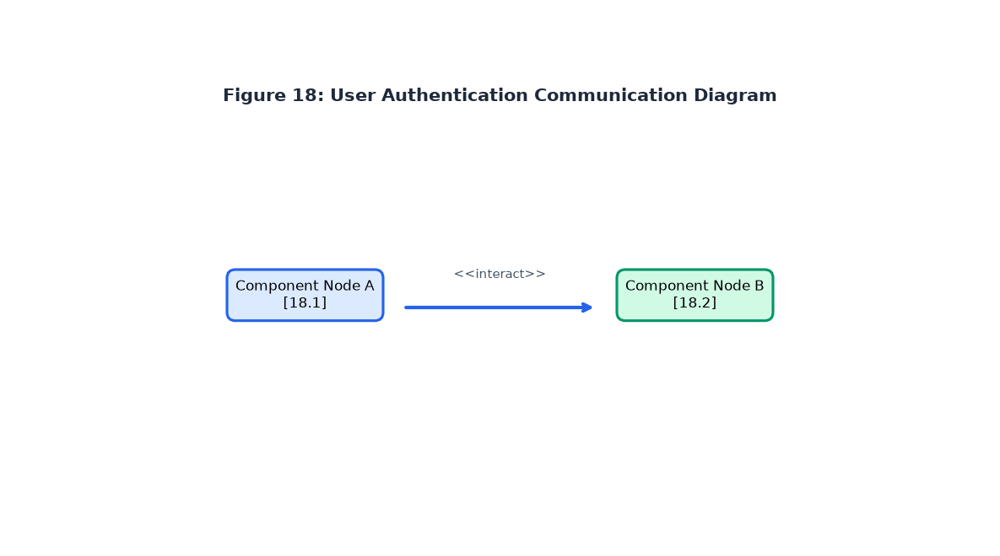 Figure 18: User Authentication Communication Diagram
<<interact>>
Component Node A
[18.1]
Component Node B
[18.2]